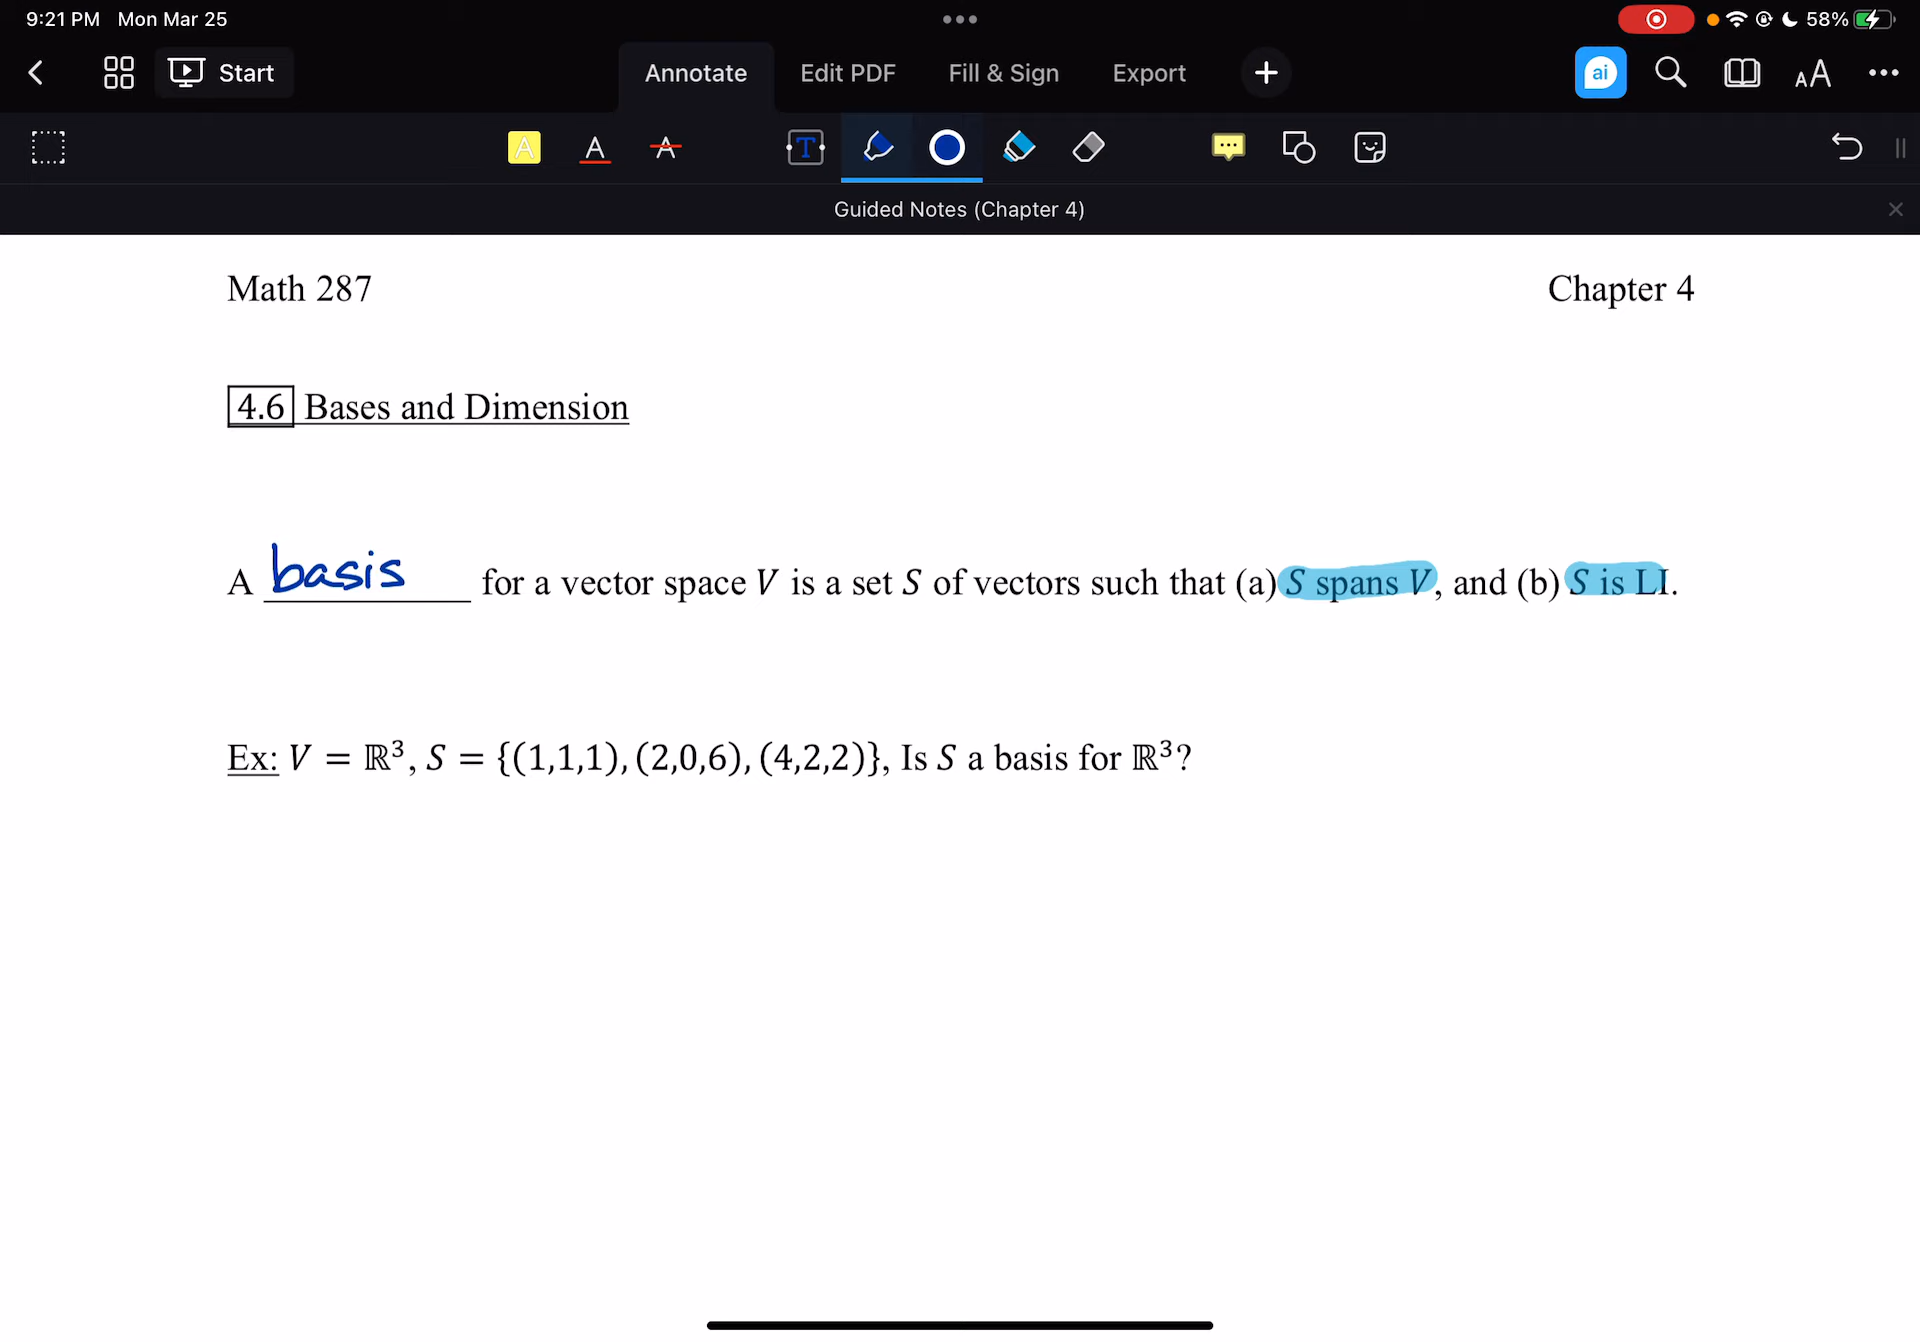 9:21 PM Mon Mar 25
58%
Start
Annotate Edit PDF Fill & Sign Export
ai
AA
A A A T
Guided Notes (Chapter 4)
Math 287 Chapter 4
4.6 Bases and Dimension
A basis for a vector space V is a set S of vectors such that (a) S spans V, and (b) S is LI.
Ex: V = ℝ³, S = {(1,1,1), (2,0,6), (4,2,2)}, Is S a basis for ℝ³?